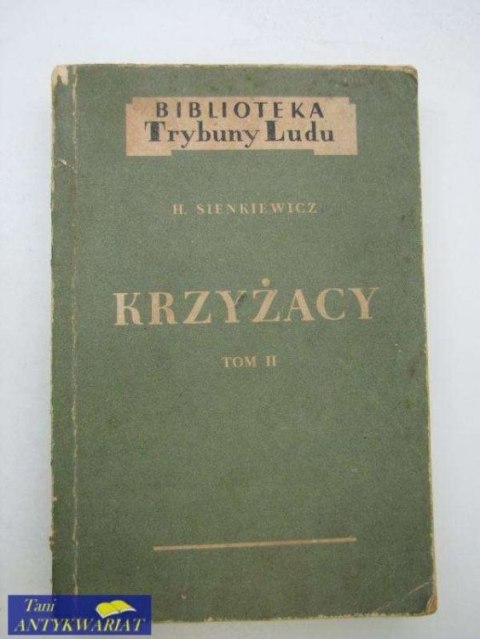 BIBLIOTEKA
Trybuny Ludu
H. SIENKIEWICZ
KRZYŻACY
TOM II
Tani
ANTYKWARIAT